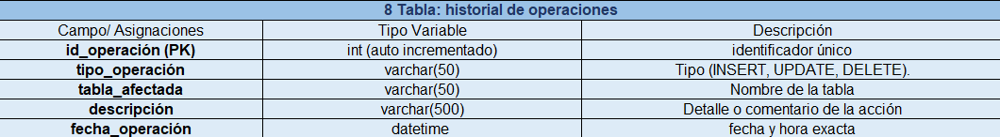 8 Tabla: historial de operaciones
Campo/ Asignaciones Tipo Variable Descripción
id_operación (PK) int (auto incrementado) identificador único
tipo_operación varchar(50) Tipo (INSERT, UPDATE, DELETE).
tabla_afectada varchar(50) Nombre de la tabla
descripción varchar(500) Detalle o comentario de la acción
fecha_operación datetime fecha y hora exacta